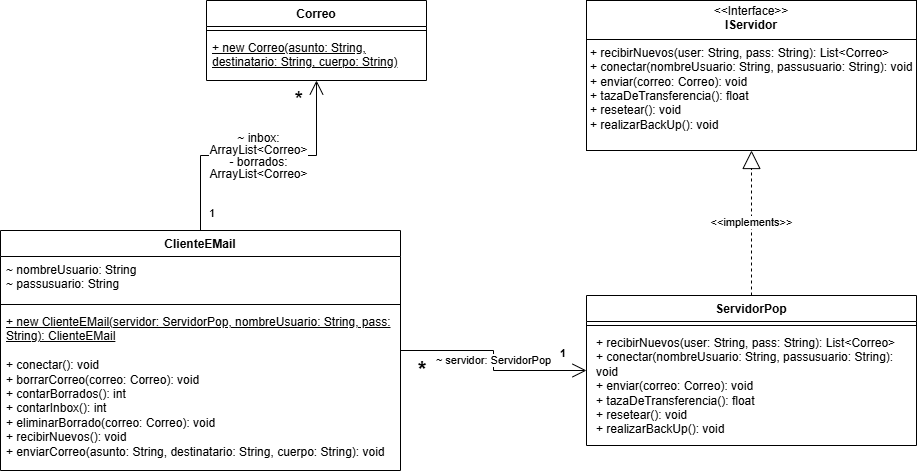 Correo
+ new Correo(asunto: String,
destinatario: String, cuerpo: String)
*
~ inbox:
ArrayList<Correo>
- borrados:
ArrayList<Correo>
1
<<Interface>>
IServidor
+ recibirNuevos(user: String, pass: String): List<Correo>
+ conectar(nombreUsuario: String, passusuario: String): void
+ enviar(correo: Correo): void
+ tazaDeTransferencia(): float
+ resetear(): void
+ realizarBackUp(): void
<<implements>>
ClienteEMail
~ nombreUsuario: String
~ passusuario: String
+ new ClienteEMail(servidor: ServidorPop, nombreUsuario: String, pass:
String): ClienteEMail
+ conectar(): void
+ borrarCorreo(correo: Correo): void
+ contarBorrados(): int
+ contarInbox(): int
+ eliminarBorrado(correo: Correo): void
+ recibirNuevos(): void
+ enviarCorreo(asunto: String, destinatario: String, cuerpo: String): void
*
~ servidor: ServidorPop
1
ServidorPop
+ recibirNuevos(user: String, pass: String): List<Correo>
+ conectar(nombreUsuario: String, passusuario: String):
void
+ enviar(correo: Correo): void
+ tazaDeTransferencia(): float
+ resetear(): void
+ realizarBackUp(): void